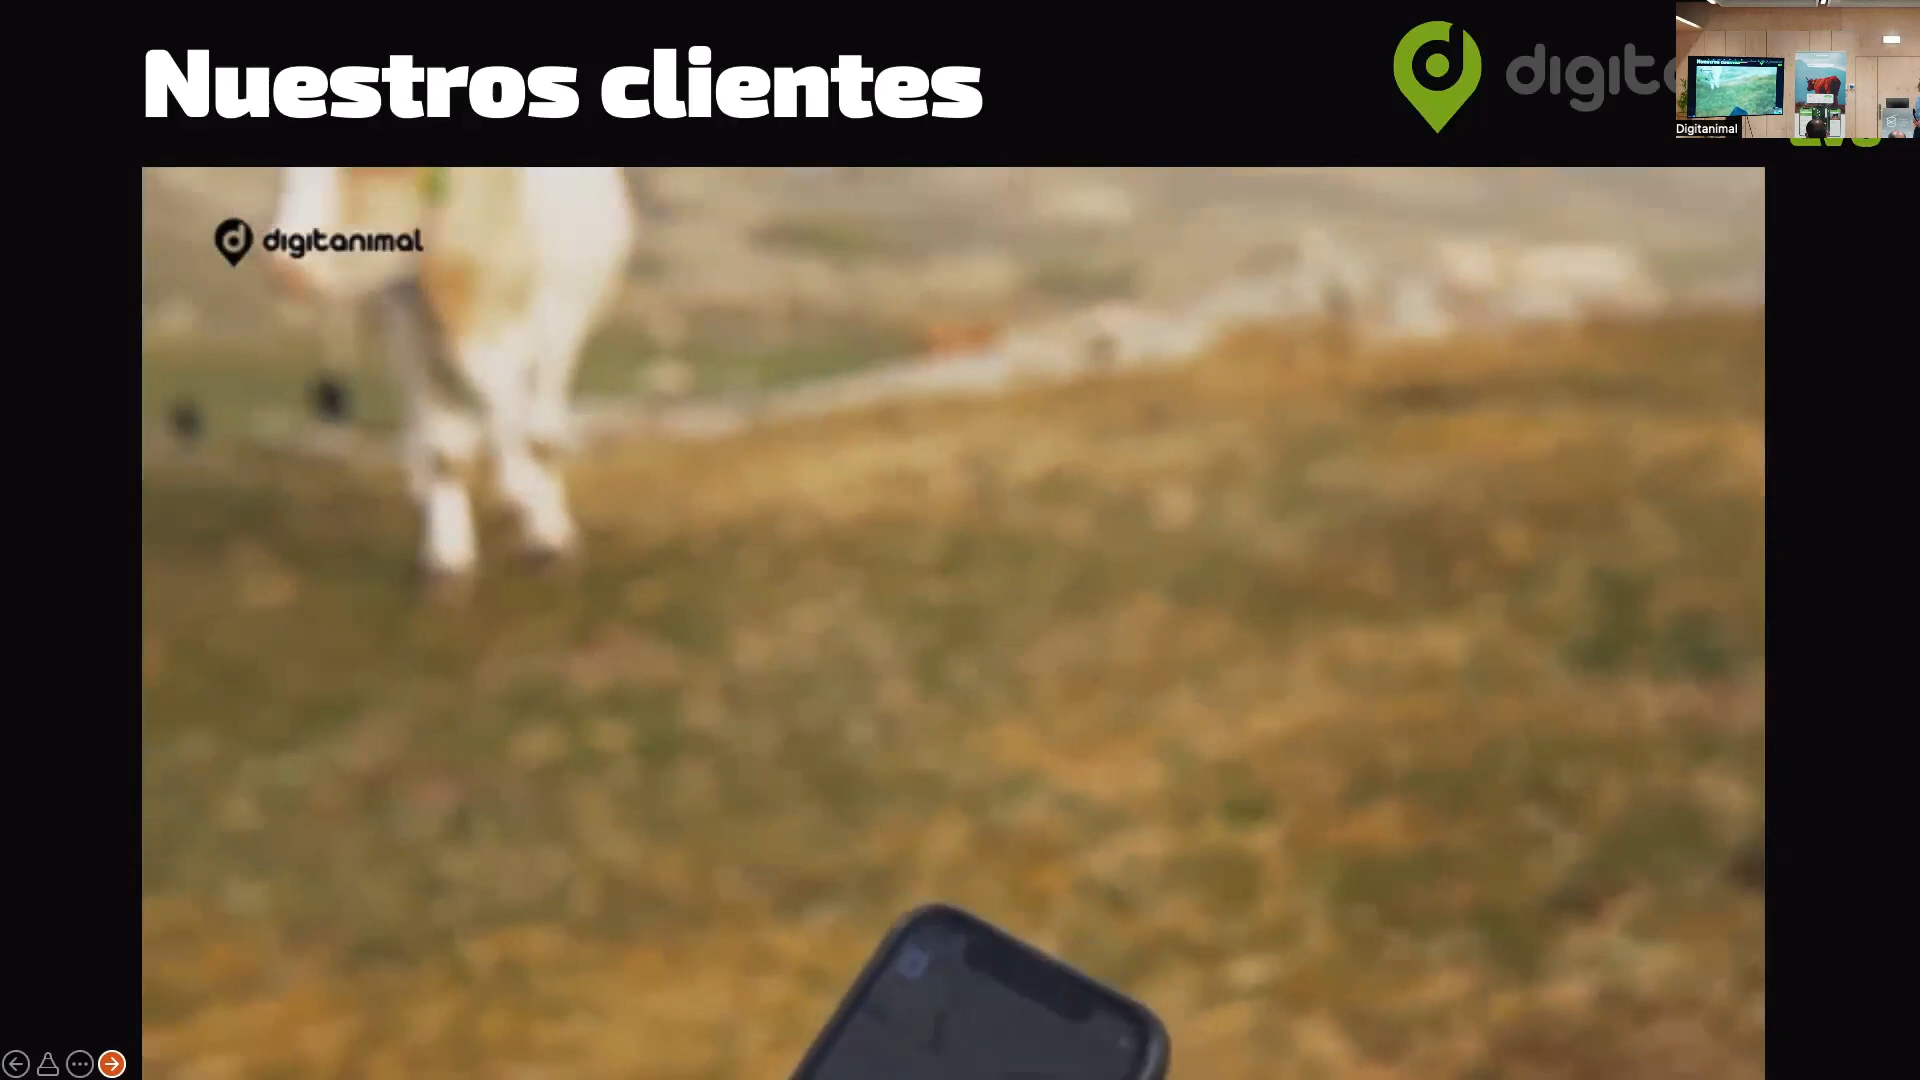 Nuestros clientes
digit
Digitanimal
digitanimal